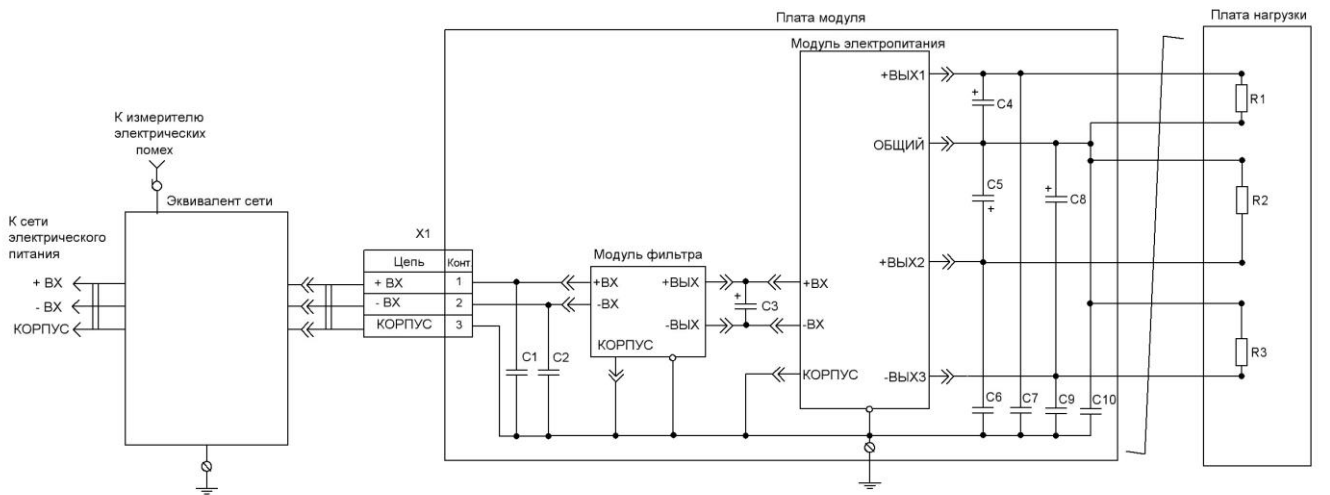 Плата модуля
Плата нагрузки
Модуль электропитания
+ВЫХ1
C4
+
R1
К измерителю
электрических
помех
ОБЩИЙ
Эквивалент сети
C5
+
+
C8
R2
К сети
электрического
питания
X1
Цепь
Конт.
Модуль фильтра
+ВЫХ2
+ ВХ
+ ВХ
1
+ВХ
+ВЫХ
+ВХ
- ВХ
- ВХ
2
-ВХ
+
C3
КОРПУС
КОРПУС
3
-ВЫХ
-ВХ
R3
КОРПУС
C1
C2
КОРПУС
-ВЫХ3
C6
C7
C9
C10